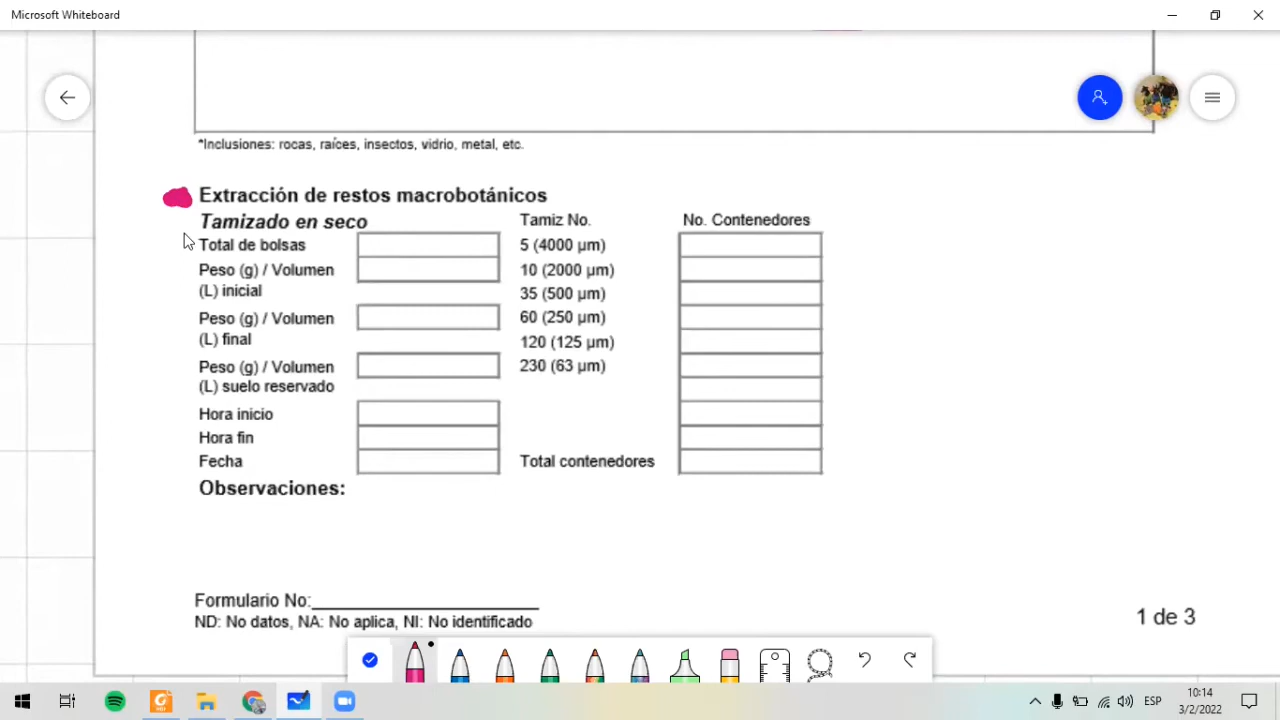 Microsoft Whiteboard
*Inclusiones: rocas, raíces, insectos, vidrio, metal, etc.
Extracción de restos macrobotánicos
Tamizado en seco
Tamiz No.
No. Contenedores
Total de bolsas
5 (4000 µm)
Peso (g) / Volumen
10 (2000 µm)
(L) inicial
35 (500 µm)
Peso (g) / Volumen
60 (250 µm)
(L) final
120 (125 µm)
Peso (g) / Volumen
230 (63 µm)
(L) suelo reservado
Hora inicio
Hora fin
Fecha
Total contenedores
Observaciones:
Formulario No:
ND: No datos, NA: No aplica, NI: No identificado
1 de 3
ESP
10:14
3/2/2022